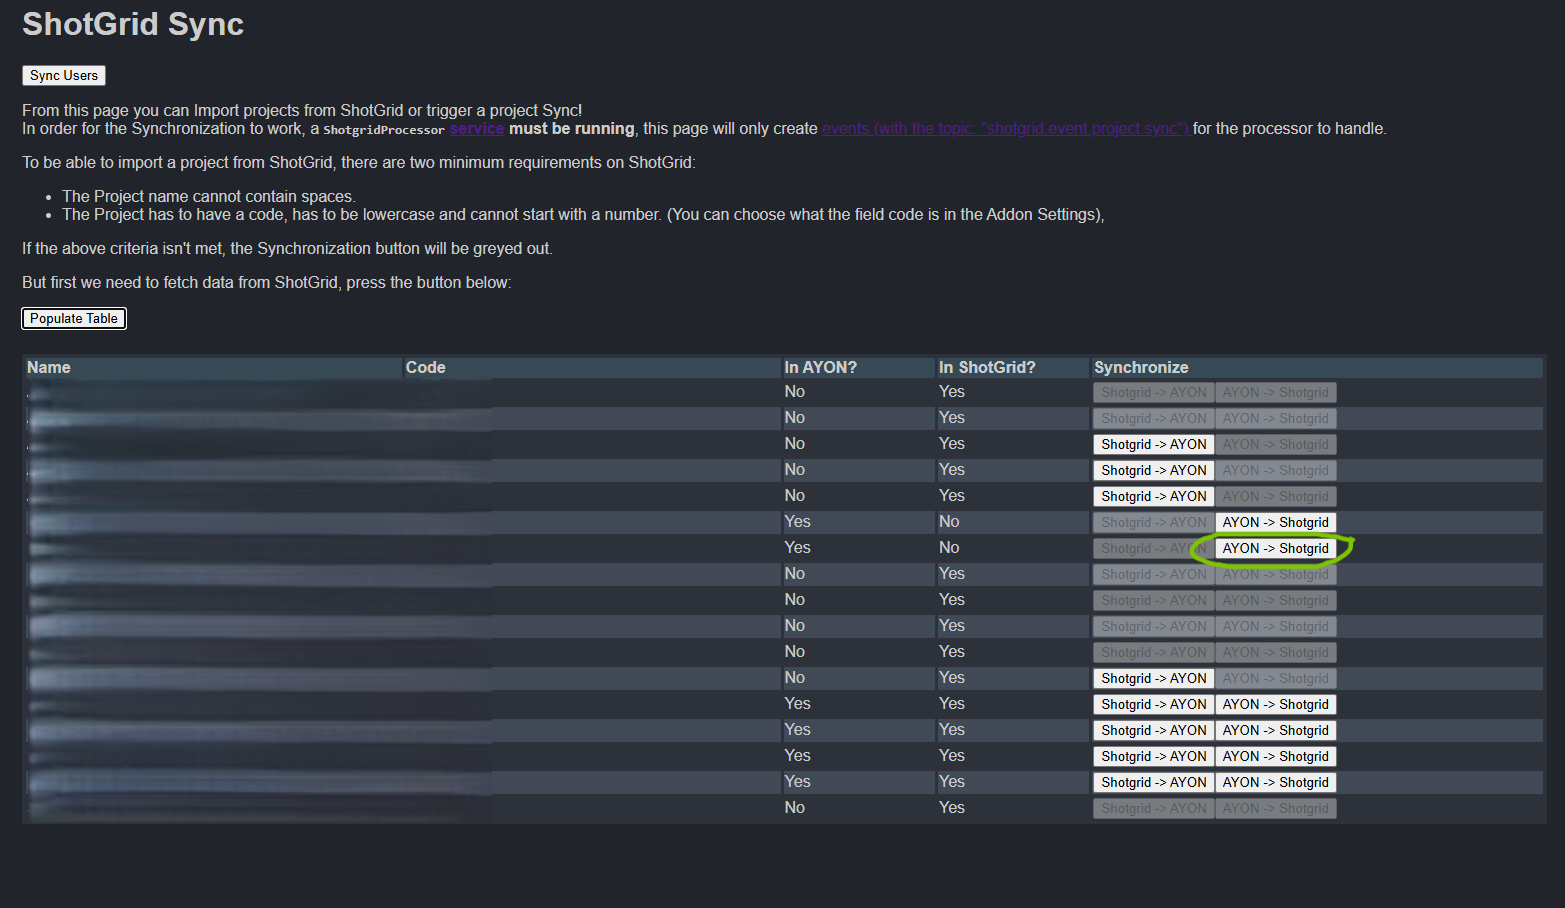 ShotGrid Sync
Sync Users
From this page you can Import projects from ShotGrid or trigger a project Sync!
In order for the Synchronization to work, a ShotgridProcessor service must be running, this page will only create events (with the topic: "shotgrid.event.project.sync") for the processor to handle.
To be able to import a project from ShotGrid, there are two minimum requirements on ShotGrid:
• The Project name cannot contain spaces.
• The Project has to have a code, has to be lowercase and cannot start with a number. (You can choose what the field code is in the Addon Settings),
If the above criteria isn't met, the Synchronization button will be greyed out.
But first we need to fetch data from ShotGrid, press the button below:
Populate Table
Name Code In AYON? In ShotGrid? Synchronize
No Yes Shotgrid -> AYON AYON -> Shotgrid
No Yes Shotgrid -> AYON AYON -> Shotgrid
No Yes Shotgrid -> AYON AYON -> Shotgrid
No Yes Shotgrid -> AYON AYON -> Shotgrid
No Yes Shotgrid -> AYON AYON -> Shotgrid
Yes No Shotgrid -> AYON AYON -> Shotgrid
Yes No Shotgrid -> AYON AYON -> Shotgrid
No Yes Shotgrid -> AYON AYON -> Shotgrid
No Yes Shotgrid -> AYON AYON -> Shotgrid
No Yes Shotgrid -> AYON AYON -> Shotgrid
No Yes Shotgrid -> AYON AYON -> Shotgrid
No Yes Shotgrid -> AYON AYON -> Shotgrid
Yes Yes Shotgrid -> AYON AYON -> Shotgrid
Yes Yes Shotgrid -> AYON AYON -> Shotgrid
Yes Yes Shotgrid -> AYON AYON -> Shotgrid
Yes Yes Shotgrid -> AYON AYON -> Shotgrid
No Yes Shotgrid -> AYON AYON -> Shotgrid